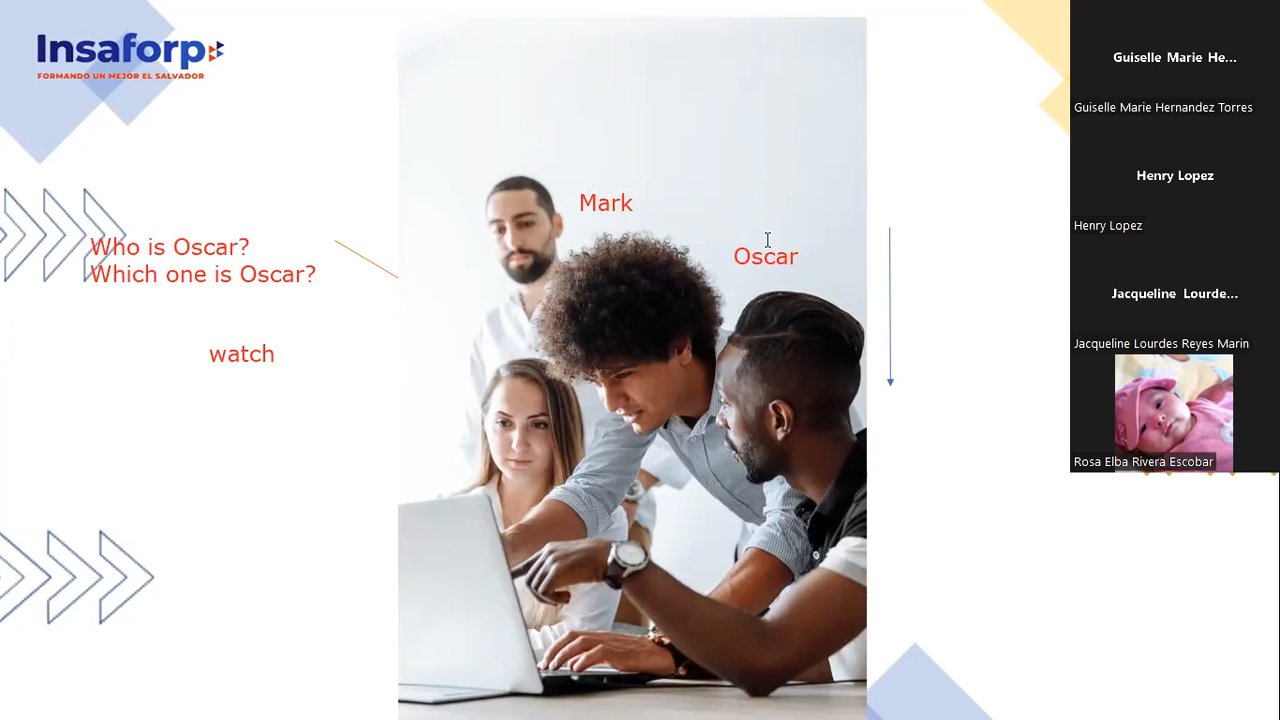 Insaforp
FORMANDO UN MEJOR EL SALVADOR
Who is Oscar?
Which one is Oscar?
watch
Mark
Oscar
Guiselle Marie He...
Guiselle Marie Hernandez Torres
Henry Lopez
Henry Lopez
Jacqueline Lourde...
Jacqueline Lourdes Reyes Marin
Rosa Elba Rivera Escobar